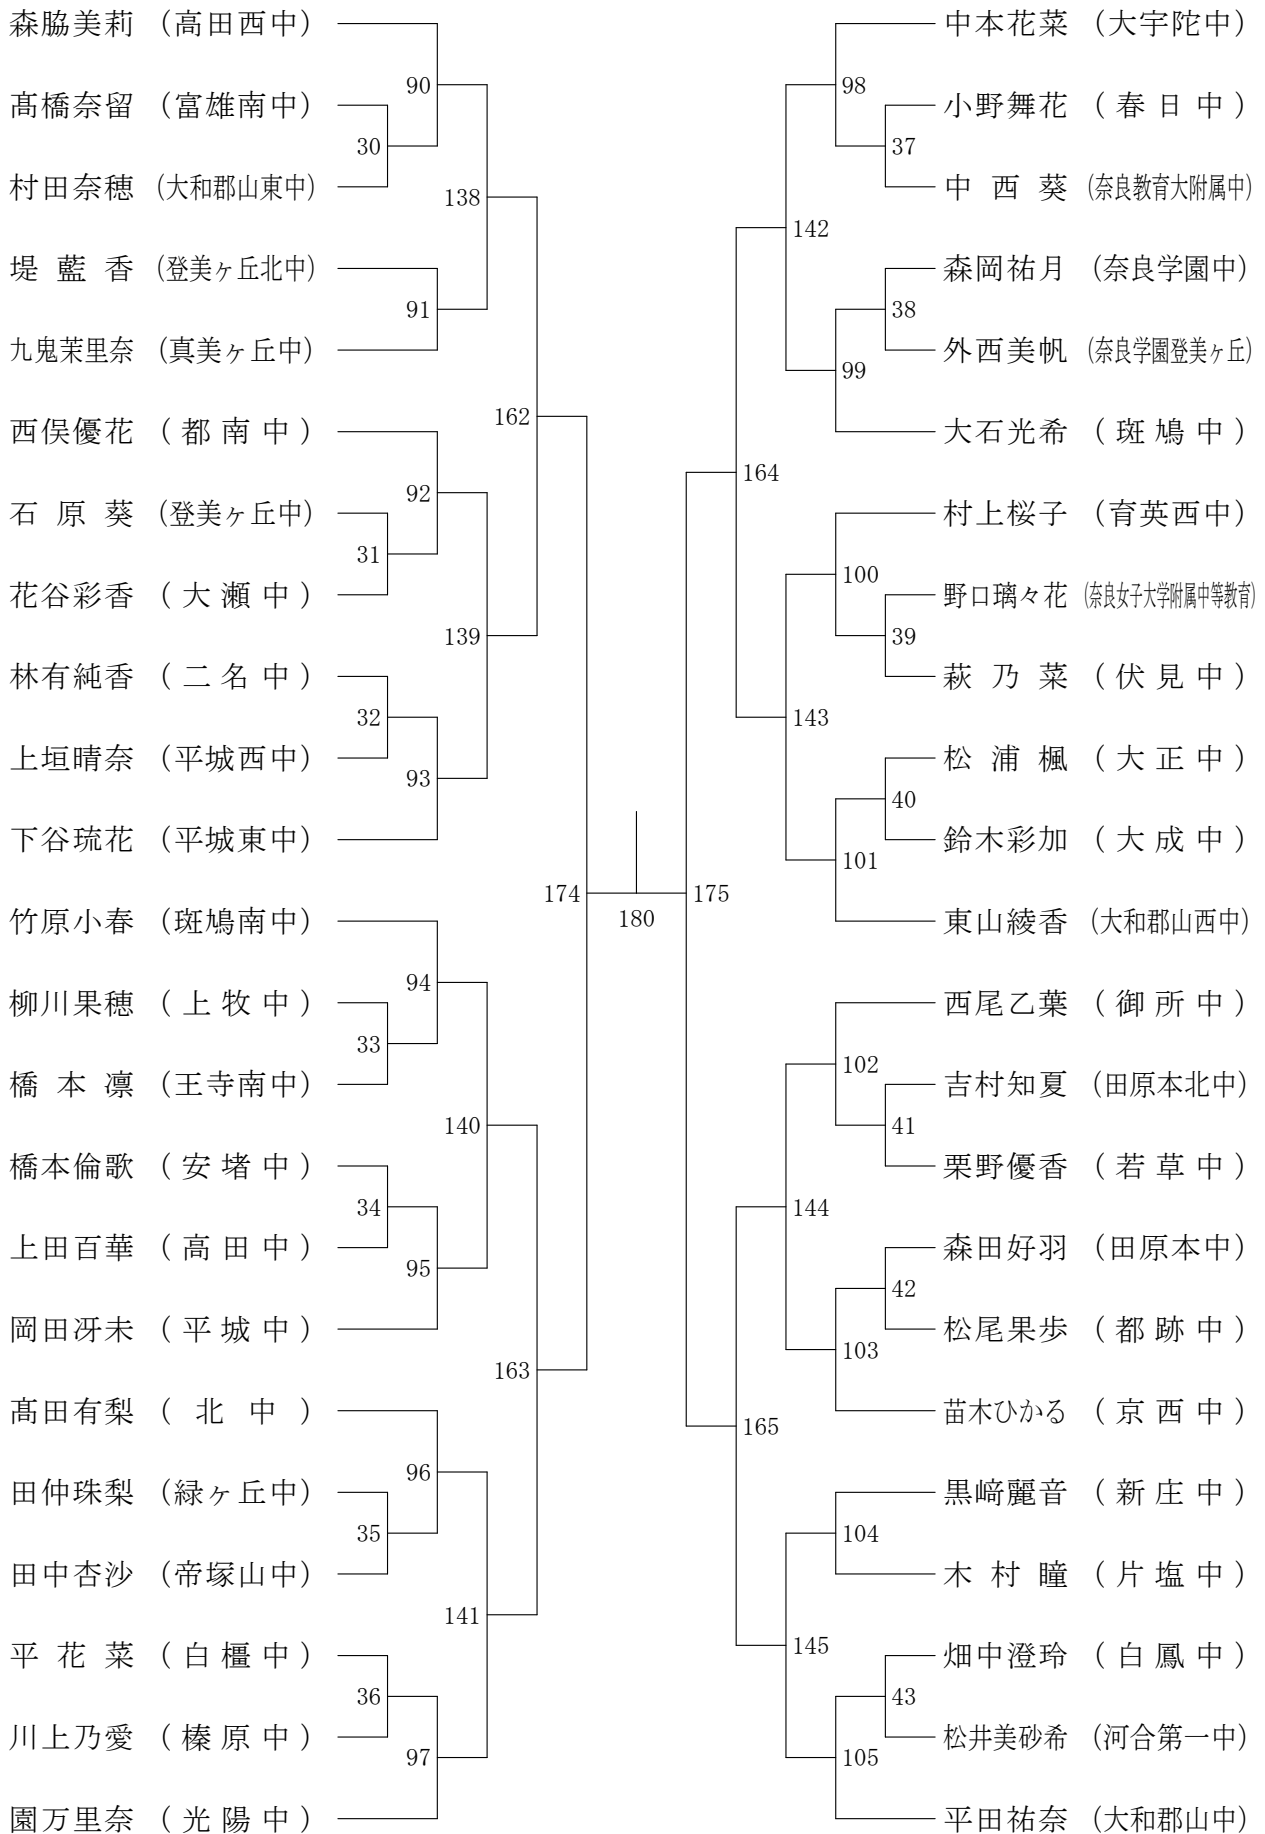 森脇美莉 (高田西中)
90
髙橋奈留 (富雄南中)
30
村田奈穂 (大和郡山東中)
138
堤藍香 (登美ヶ丘北中)
91
九鬼茉里奈 (真美ヶ丘中)
162
西俣優花 (都南中)
92
石原葵 (登美ヶ丘中)
31
花谷彩香 (大瀬中)
139
林有純香 (二名中)
32
上垣晴奈 (平城西中)
93
下谷琉花 (平城東中)
174
竹原小春 (斑鳩南中)
94
柳川果穂 (上牧中)
33
橋本凛 (王寺南中)
140
橋本倫歌 (安堵中)
34
上田百華 (高田中)
95
岡田冴未 (平城中)
163
髙田有梨 (北中)
96
田仲珠梨 (緑ヶ丘中)
35
田中杏沙 (帝塚山中)
141
平花菜 (白橿中)
36
川上乃愛 (榛原中)
97
園万里奈 (光陽中)
180
中本花菜 (大宇陀中)
98
小野舞花 (春日中)
37
中西葵 (奈良教育大附属中)
142
森岡祐月 (奈良学園中)
38
外西美帆 (奈良学園登美ヶ丘)
99
大石光希 (斑鳩中)
164
村上桜子 (育英西中)
100
野口璃々花 (奈良女子大学附属中等教育)
39
萩乃菜 (伏見中)
143
松浦楓 (大正中)
40
鈴木彩加 (大成中)
101
東山綾香 (大和郡山西中)
175
西尾乙葉 (御所中)
102
吉村知夏 (田原本北中)
41
栗野優香 (若草中)
144
森田好羽 (田原本中)
42
松尾果歩 (都跡中)
103
苗木ひかる (京西中)
165
黒﨑麗音 (新庄中)
104
木村瞳 (片塩中)
145
畑中澄玲 (白鳳中)
43
松井美砂希 (河合第一中)
105
平田祐奈 (大和郡山中)